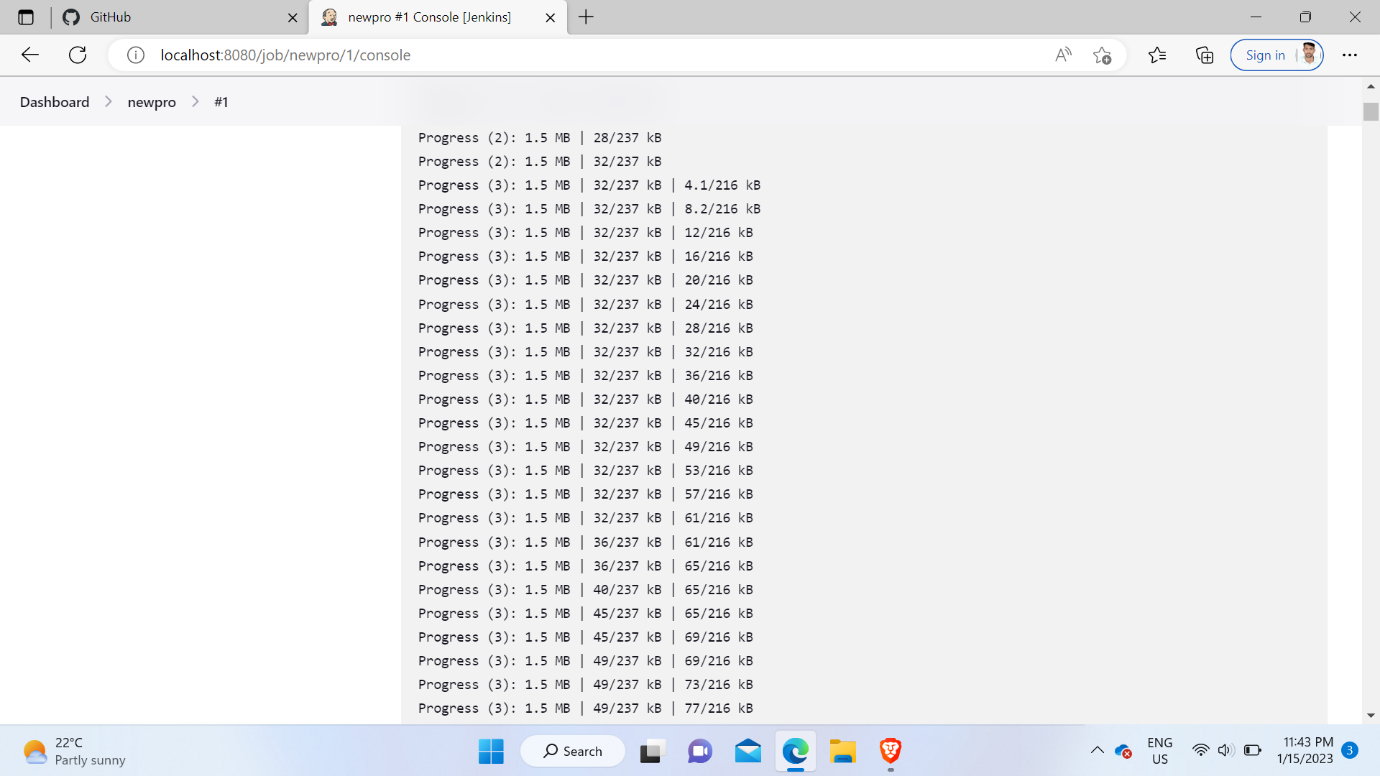 GitHub
newpro #1 Console [Jenkins]
localhost:8080/job/newpro/1/console
A
Sign in
Dashboard
newpro
#1
Progress (2): 1.5 MB | 28/237 kB
Progress (2): 1.5 MB | 32/237 kB
Progress (3): 1.5 MB | 32/237 kB | 4.1/216 kB
Progress (3): 1.5 MB | 32/237 kB | 8.2/216 kB
Progress (3): 1.5 MB | 32/237 kB | 12/216 kB
Progress (3): 1.5 MB | 32/237 kB | 16/216 kB
Progress (3): 1.5 MB | 32/237 kB | 20/216 kB
Progress (3): 1.5 MB | 32/237 kB | 24/216 kB
Progress (3): 1.5 MB | 32/237 kB | 28/216 kB
Progress (3): 1.5 MB | 32/237 kB | 32/216 kB
Progress (3): 1.5 MB | 32/237 kB | 36/216 kB
Progress (3): 1.5 MB | 32/237 kB | 40/216 kB
Progress (3): 1.5 MB | 32/237 kB | 45/216 kB
Progress (3): 1.5 MB | 32/237 kB | 49/216 kB
Progress (3): 1.5 MB | 32/237 kB | 53/216 kB
Progress (3): 1.5 MB | 32/237 kB | 57/216 kB
Progress (3): 1.5 MB | 32/237 kB | 61/216 kB
Progress (3): 1.5 MB | 36/237 kB | 61/216 kB
Progress (3): 1.5 MB | 36/237 kB | 65/216 kB
Progress (3): 1.5 MB | 40/237 kB | 65/216 kB
Progress (3): 1.5 MB | 45/237 kB | 65/216 kB
Progress (3): 1.5 MB | 45/237 kB | 69/216 kB
Progress (3): 1.5 MB | 49/237 kB | 69/216 kB
Progress (3): 1.5 MB | 49/237 kB | 73/216 kB
Progress (3): 1.5 MB | 49/237 kB | 77/216 kB
22°C
Partly sunny
Search
ENG
US
11:43 PM
1/15/2023
3